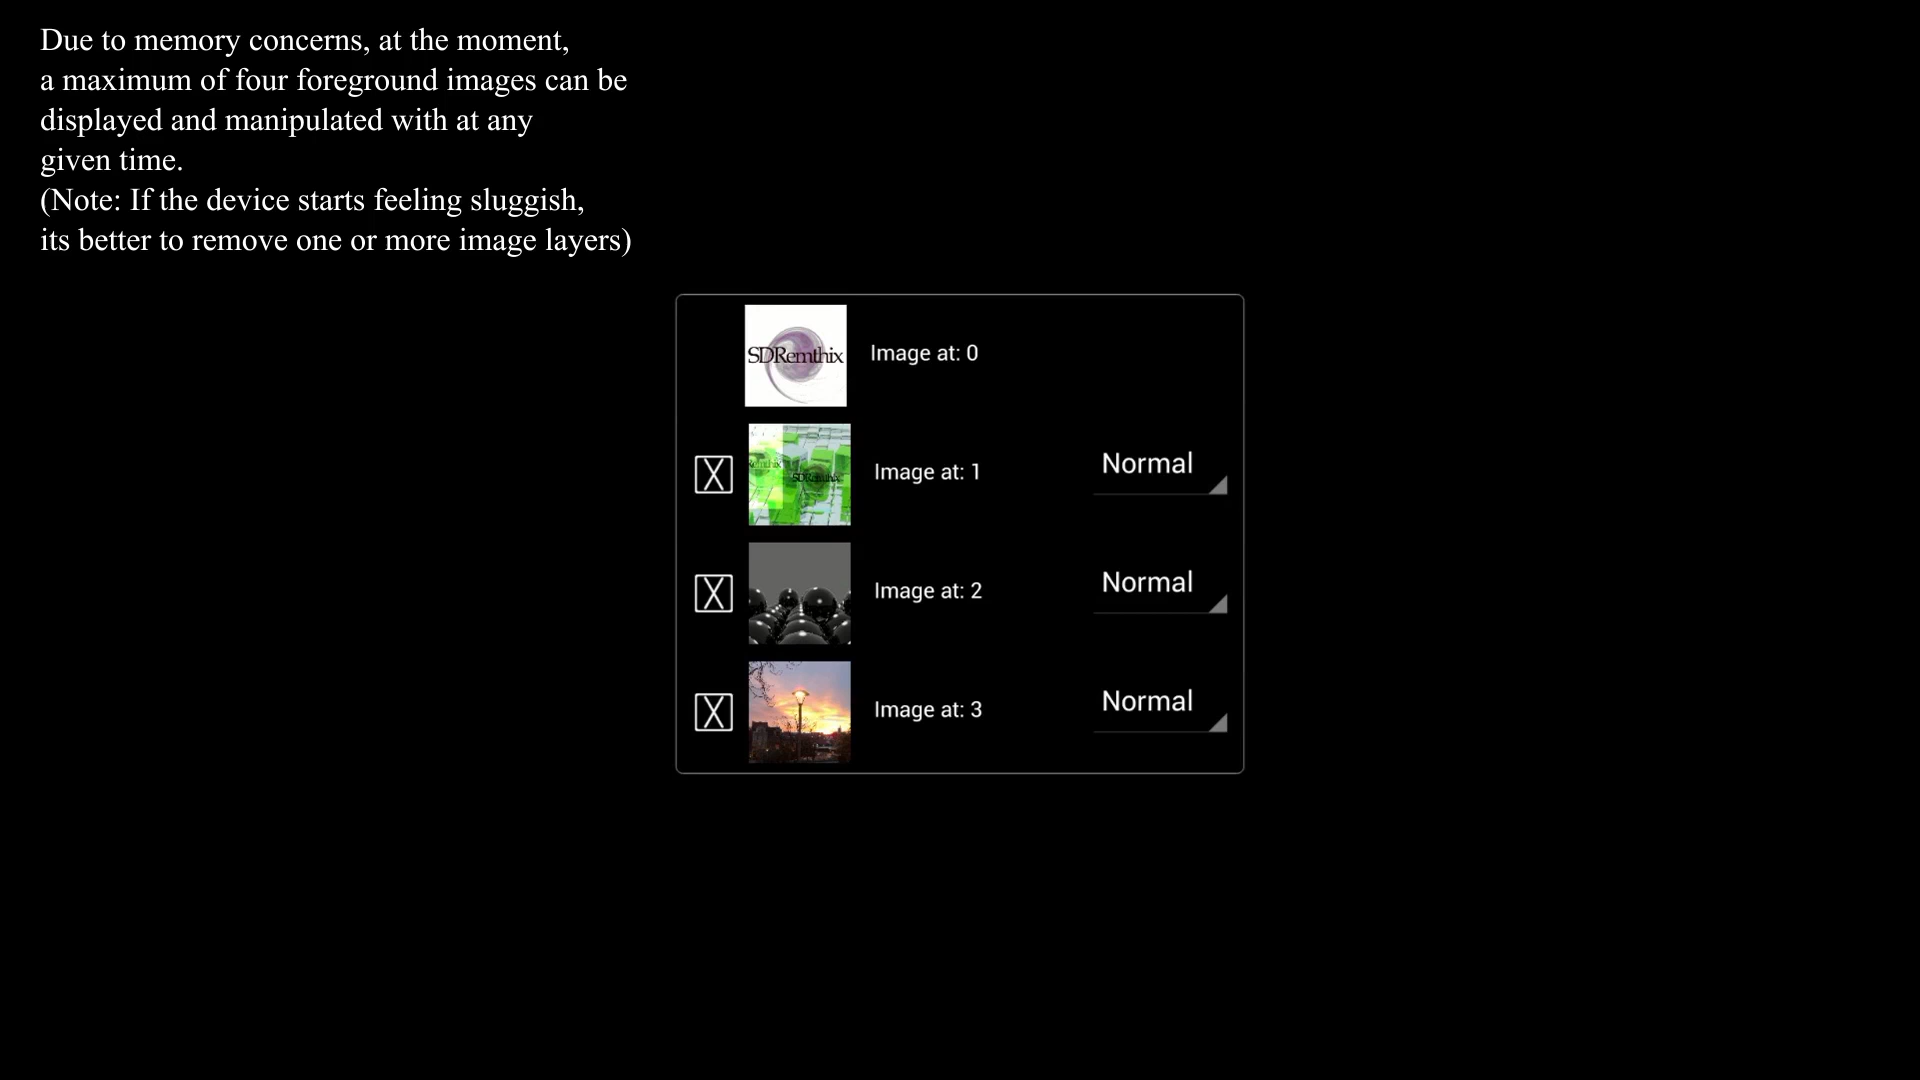 Due to memory concerns, at the moment,
a maximum of four foreground images can be
displayed and manipulated with at any
given time.
(Note: If the device starts feeling sluggish,
its better to remove one or more image layers)
SDRemthix
Image at: 0
X
Remthix
SDRemthix
Image at: 1
Normal
X
Image at: 2
Normal
X
Image at: 3
Normal